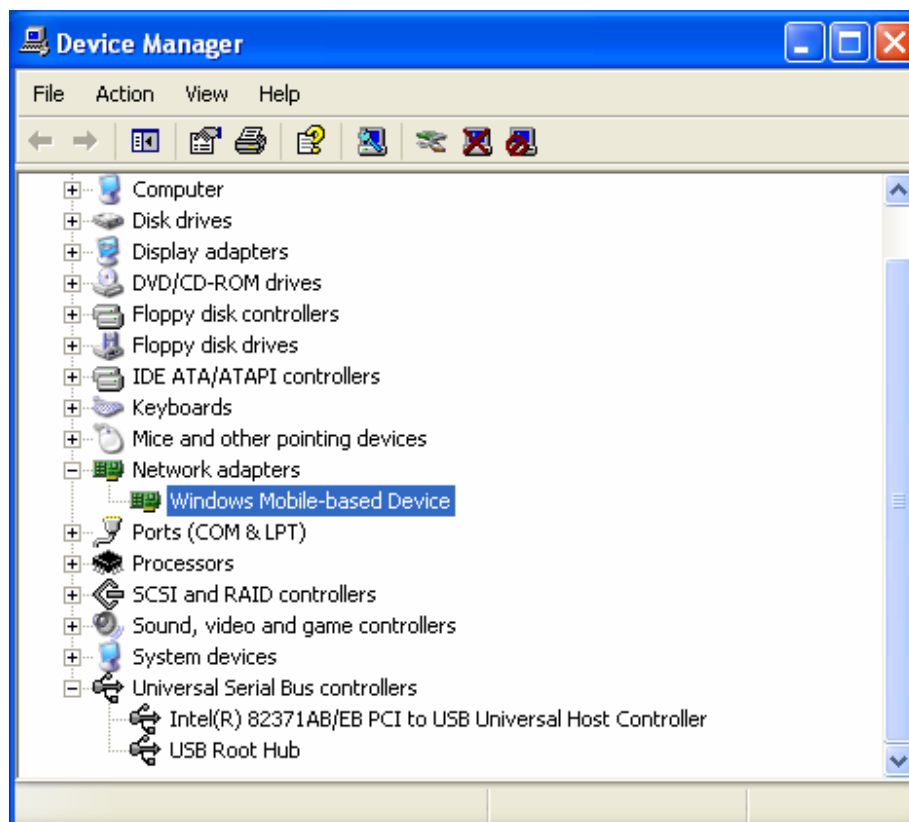 Device Manager
File Action View Help
Computer
Disk drives
Display adapters
DVD/CD-ROM drives
Floppy disk controllers
Floppy disk drives
IDE ATA/ATAPI controllers
Keyboards
Mice and other pointing devices
Network adapters
Windows Mobile-based Device
Ports (COM & LPT)
Processors
SCSI and RAID controllers
Sound, video and game controllers
System devices
Universal Serial Bus controllers
Intel(R) 82371AB/EB PCI to USB Universal Host Controller
USB Root Hub